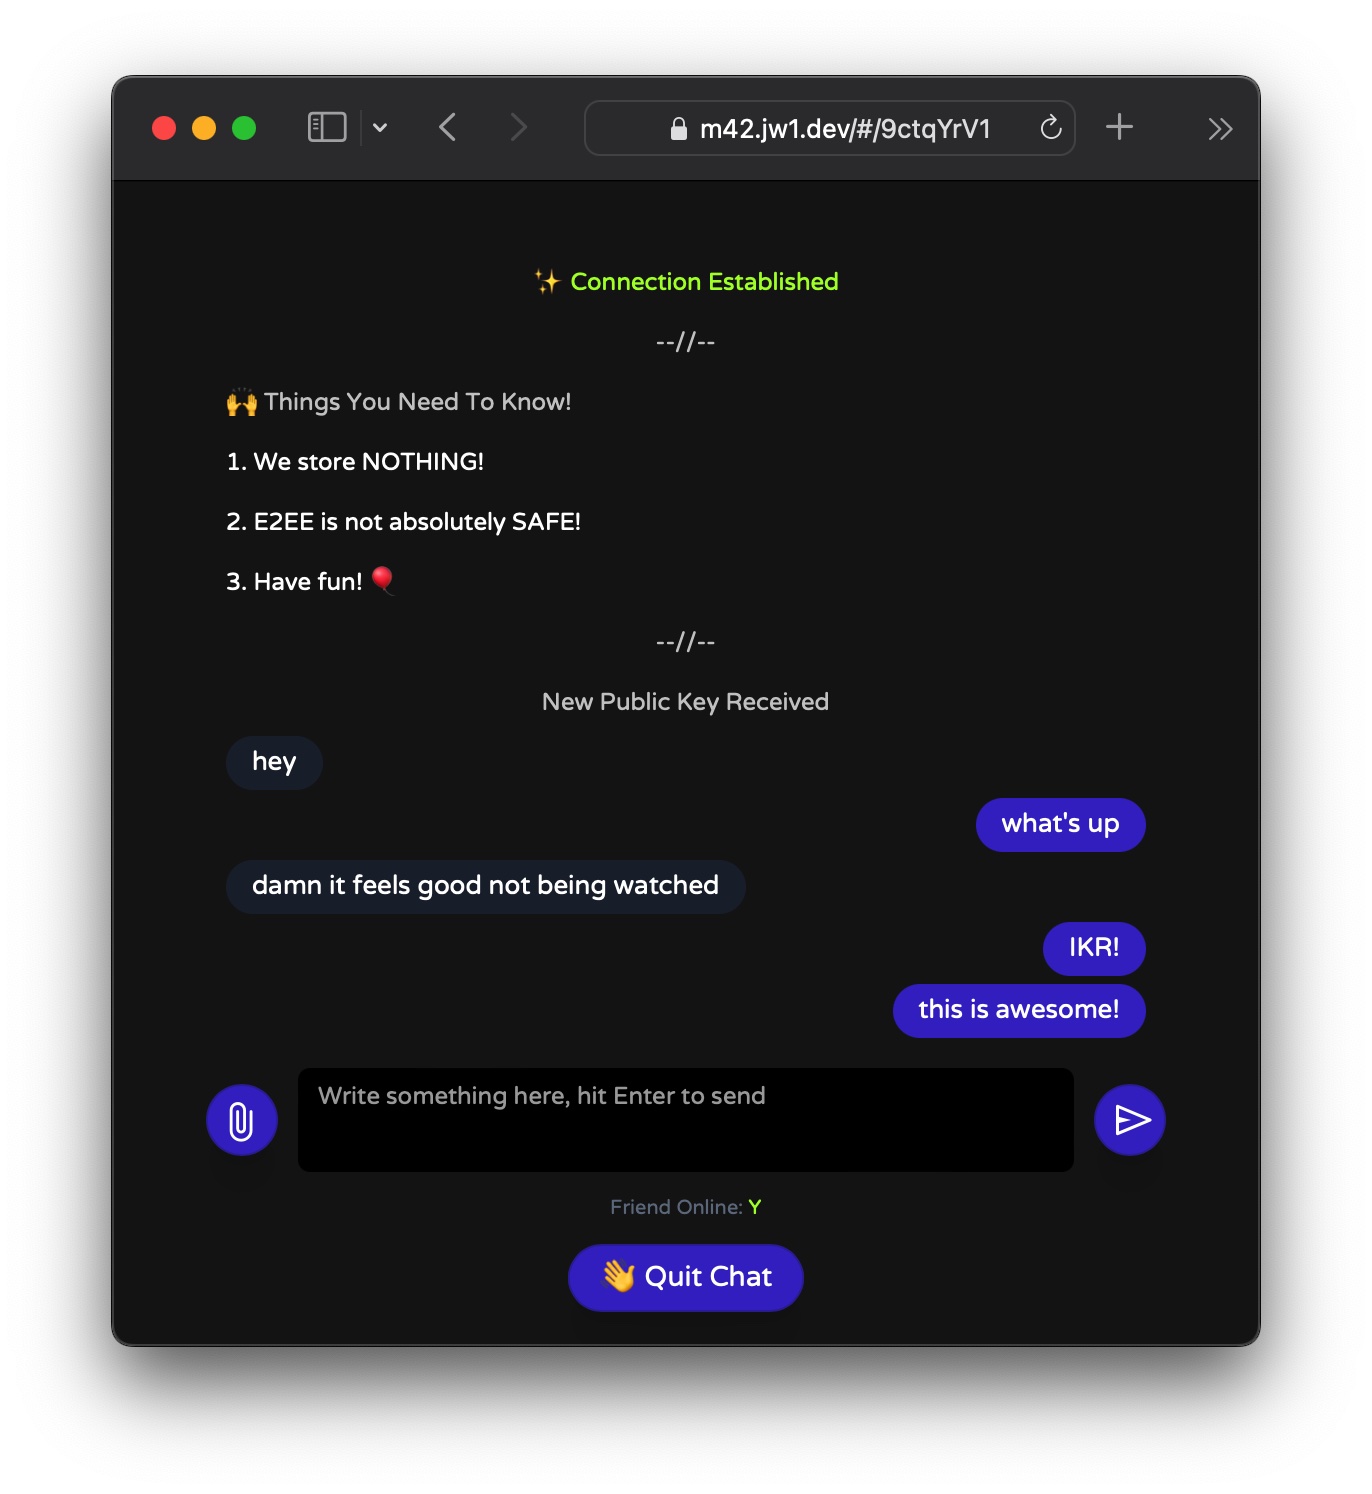 m42.jw1.dev/#/9ctqYrV1
✨ Connection Established
--//--
🙌 Things You Need To Know!
1. We store NOTHING!
2. E2EE is not absolutely SAFE!
3. Have fun! 🎈
--//--
New Public Key Received
hey
what's up
damn it feels good not being watched
IKR!
this is awesome!
Write something here, hit Enter to send
Friend Online: Y
👋 Quit Chat